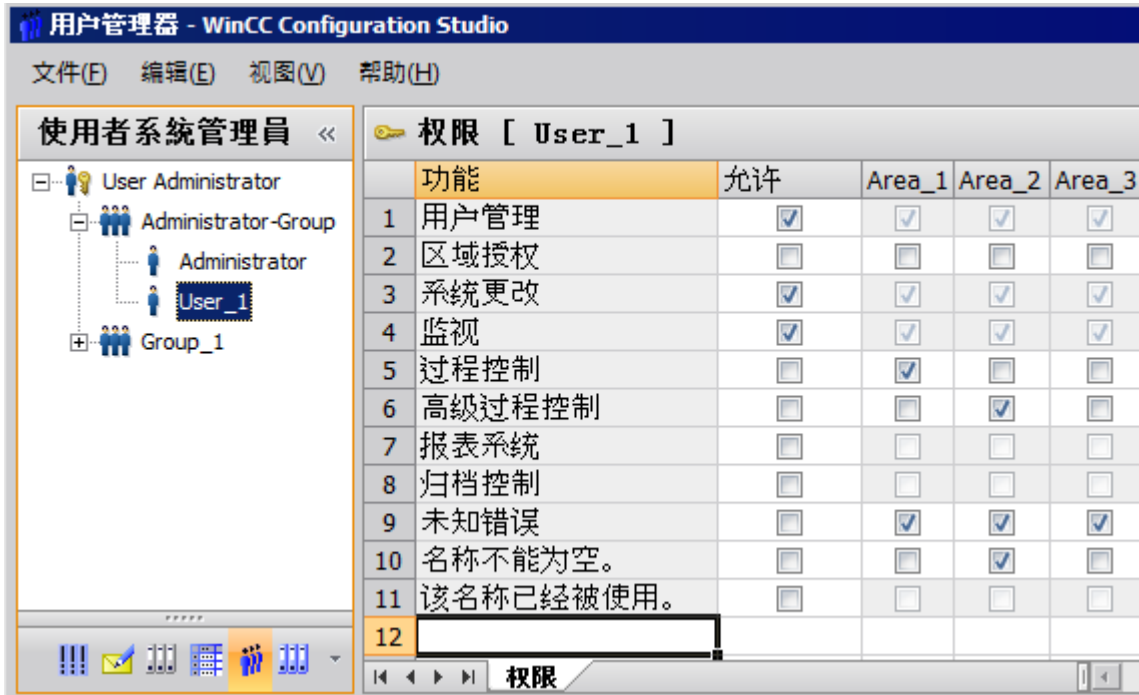 用户管理器 - WinCC Configuration Studio
文件(F) 编辑(E) 视图(V) 帮助(H)
使用者系統管理員 «
User Administrator
Administrator-Group
Administrator
User_1
Group_1
权限 [ User_1 ]
功能 允许 Area_1 Area_2 Area_3
1 用户管理
2 区域授权
3 系统更改
4 监视
5 过程控制
6 高级过程控制
7 报表系统
8 归档控制
9 未知错误
10 名称不能为空。
11 该名称已经被使用。
12
权限